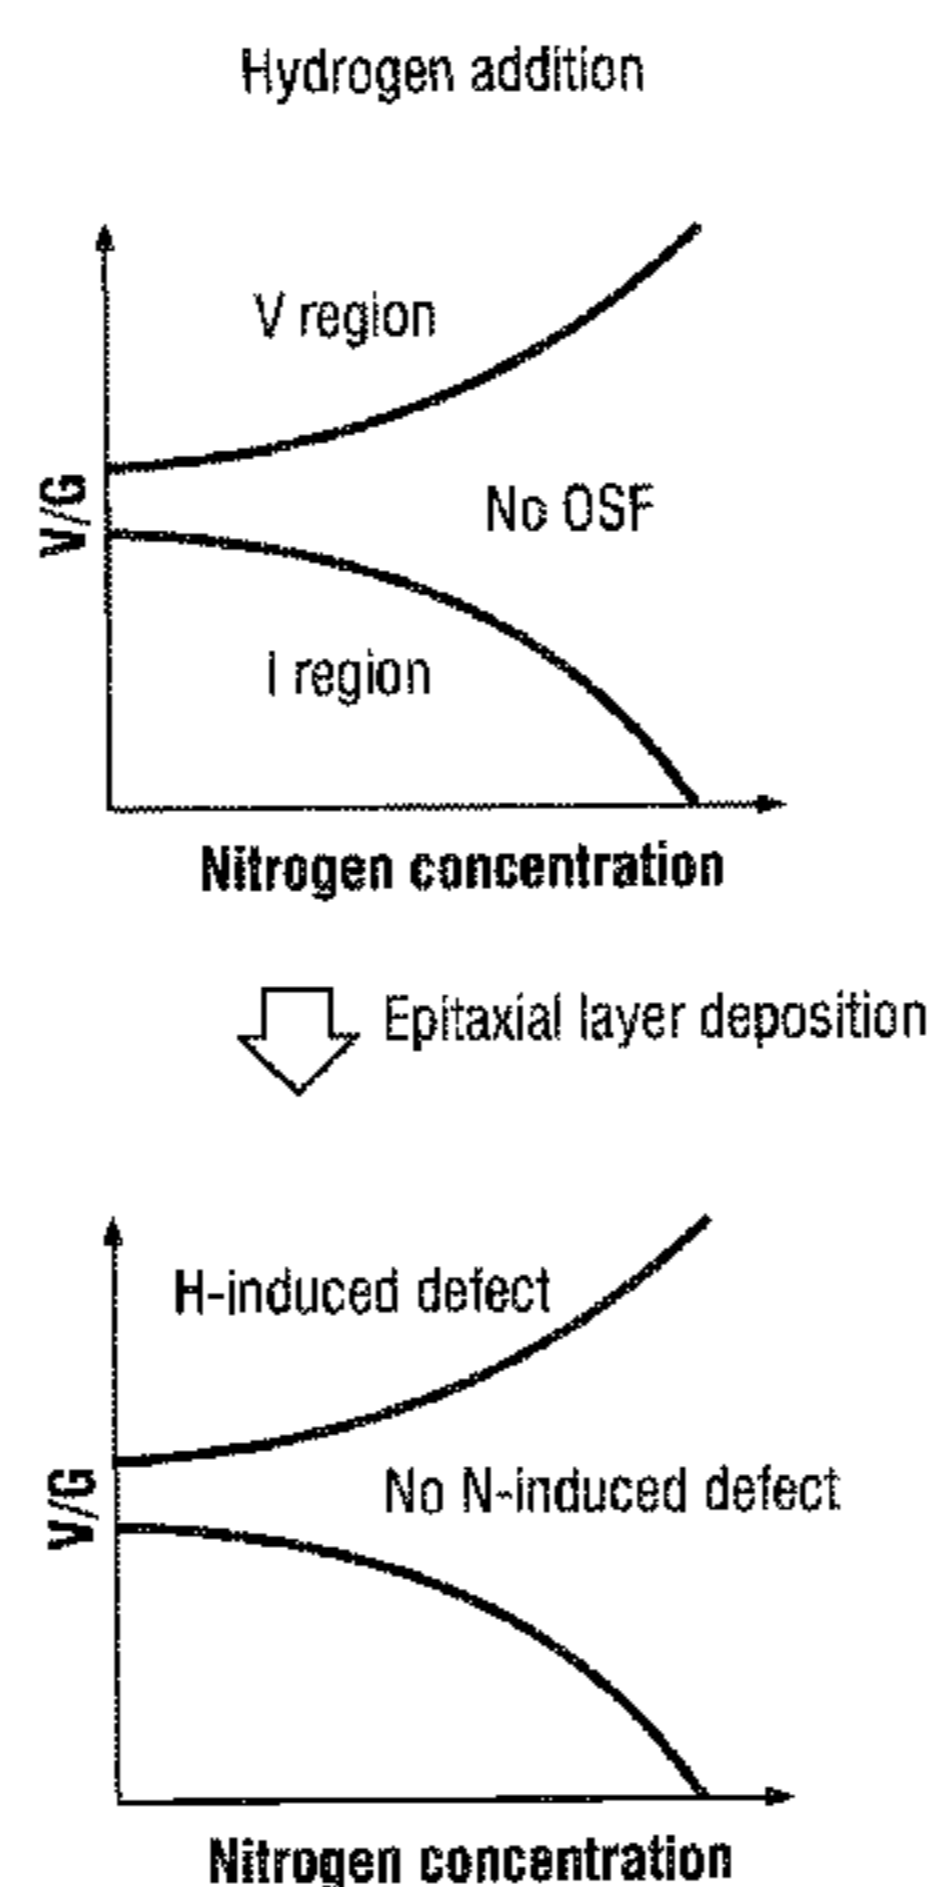 Hydrogen addition
V region
V/G
No OSF
I region
Nitrogen concentration
Epitaxial layer deposition
H-induced defect
V/G
No N-induced defect
Nitrogen concentration